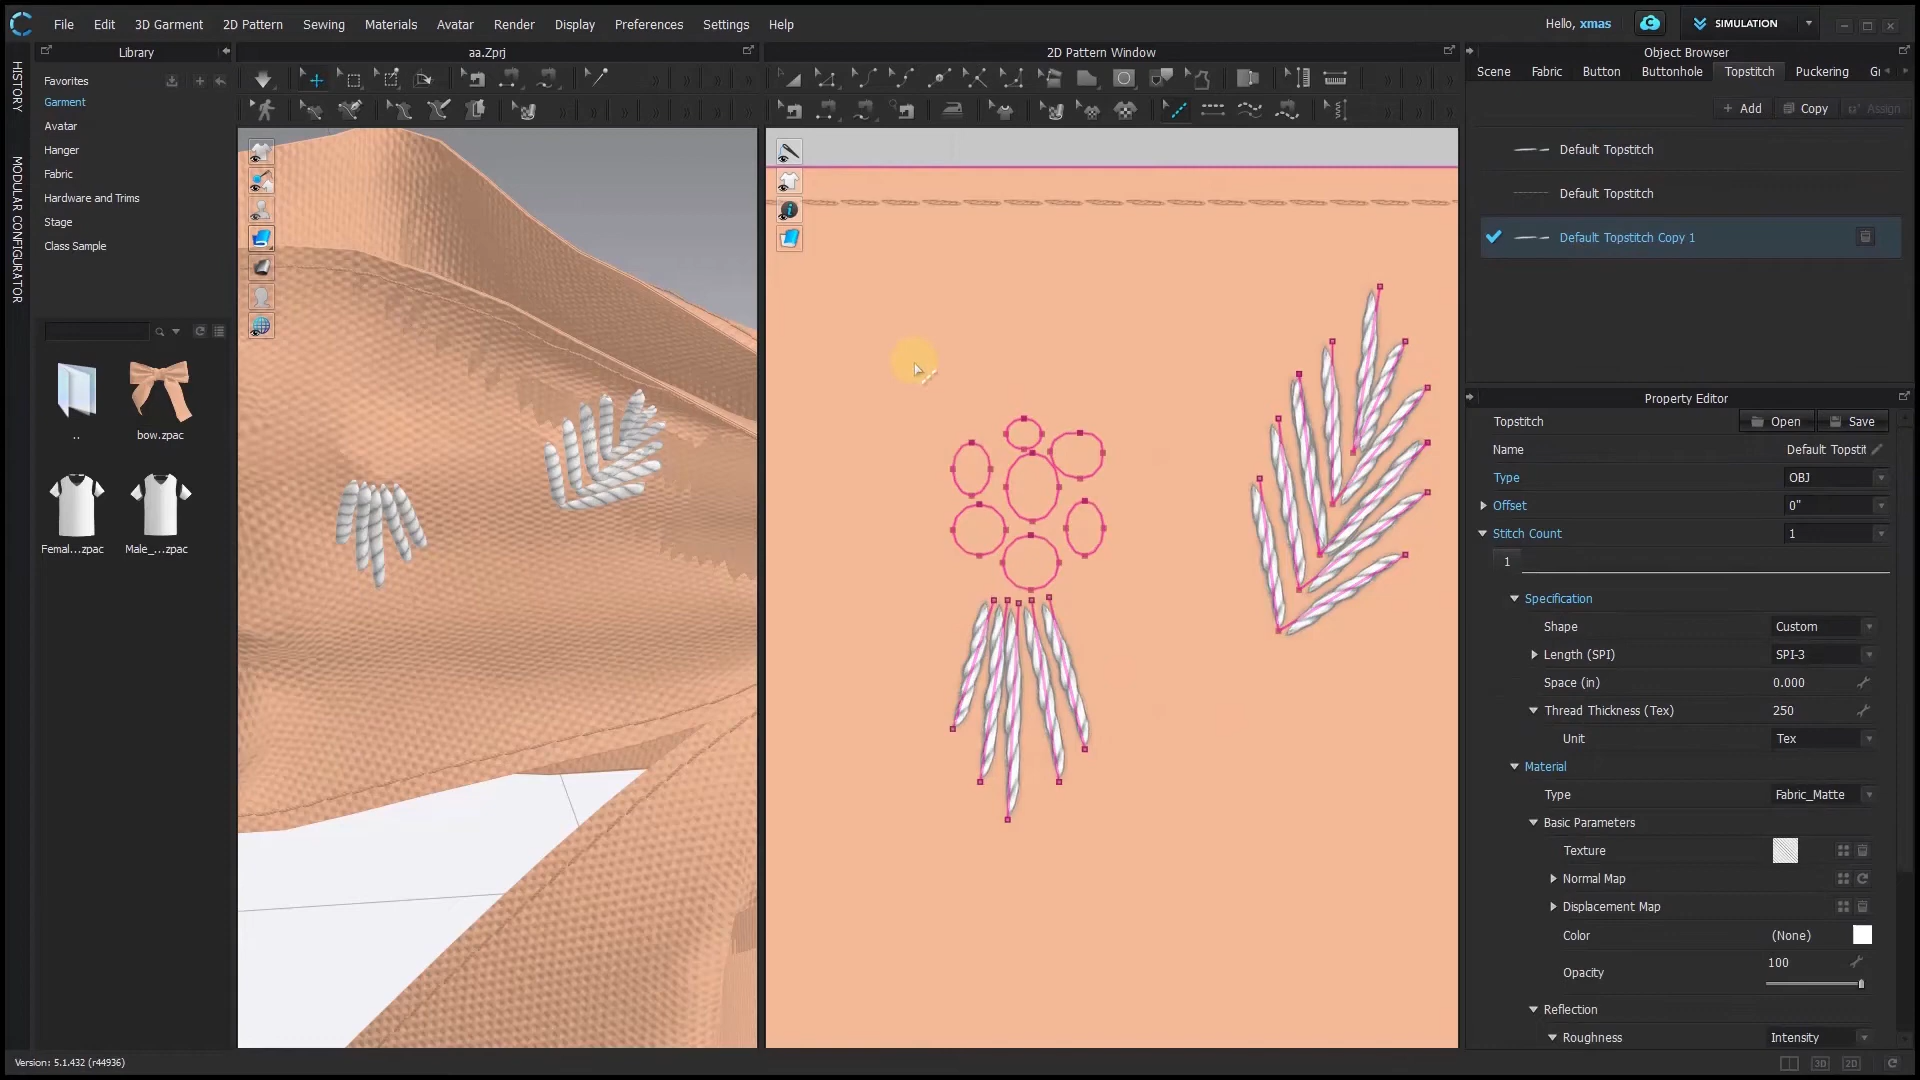 File Edit 3D Garment 2D Pattern Sewing Materials Avatar Render Display Preferences Settings Help
Hello, xmas
SIMULATION
Library
aa.Zprj
2D Pattern Window
Object Browser
HISTORY
MODULAR CONFIGURATOR
Favorites
Garment
Avatar
Hanger
Fabric
Hardware and Trims
Stage
Class Sample
..
bow.zpac
Femal...zpac
Male_...zpac
Scene Fabric Button Buttonhole Topstitch Puckering
Add Copy Assign
Default Topstitch
Default Topstitch
Default Topstitch Copy 1
Property Editor
Topstitch Open Save
Name Default Topstit
Type OBJ
Offset 0"
Stitch Count 1
1
Specification
Shape Custom
Length (SPI) SPI-3
Space (in) 0.000
Thread Thickness (Tex) 250
Unit Tex
Material
Type Fabric_Matte
Basic Parameters
Texture
Normal Map
Displacement Map
Color (None)
Opacity 100
Reflection
Roughness Intensity
Version: 5.1.432 (r44936)
3D 2D